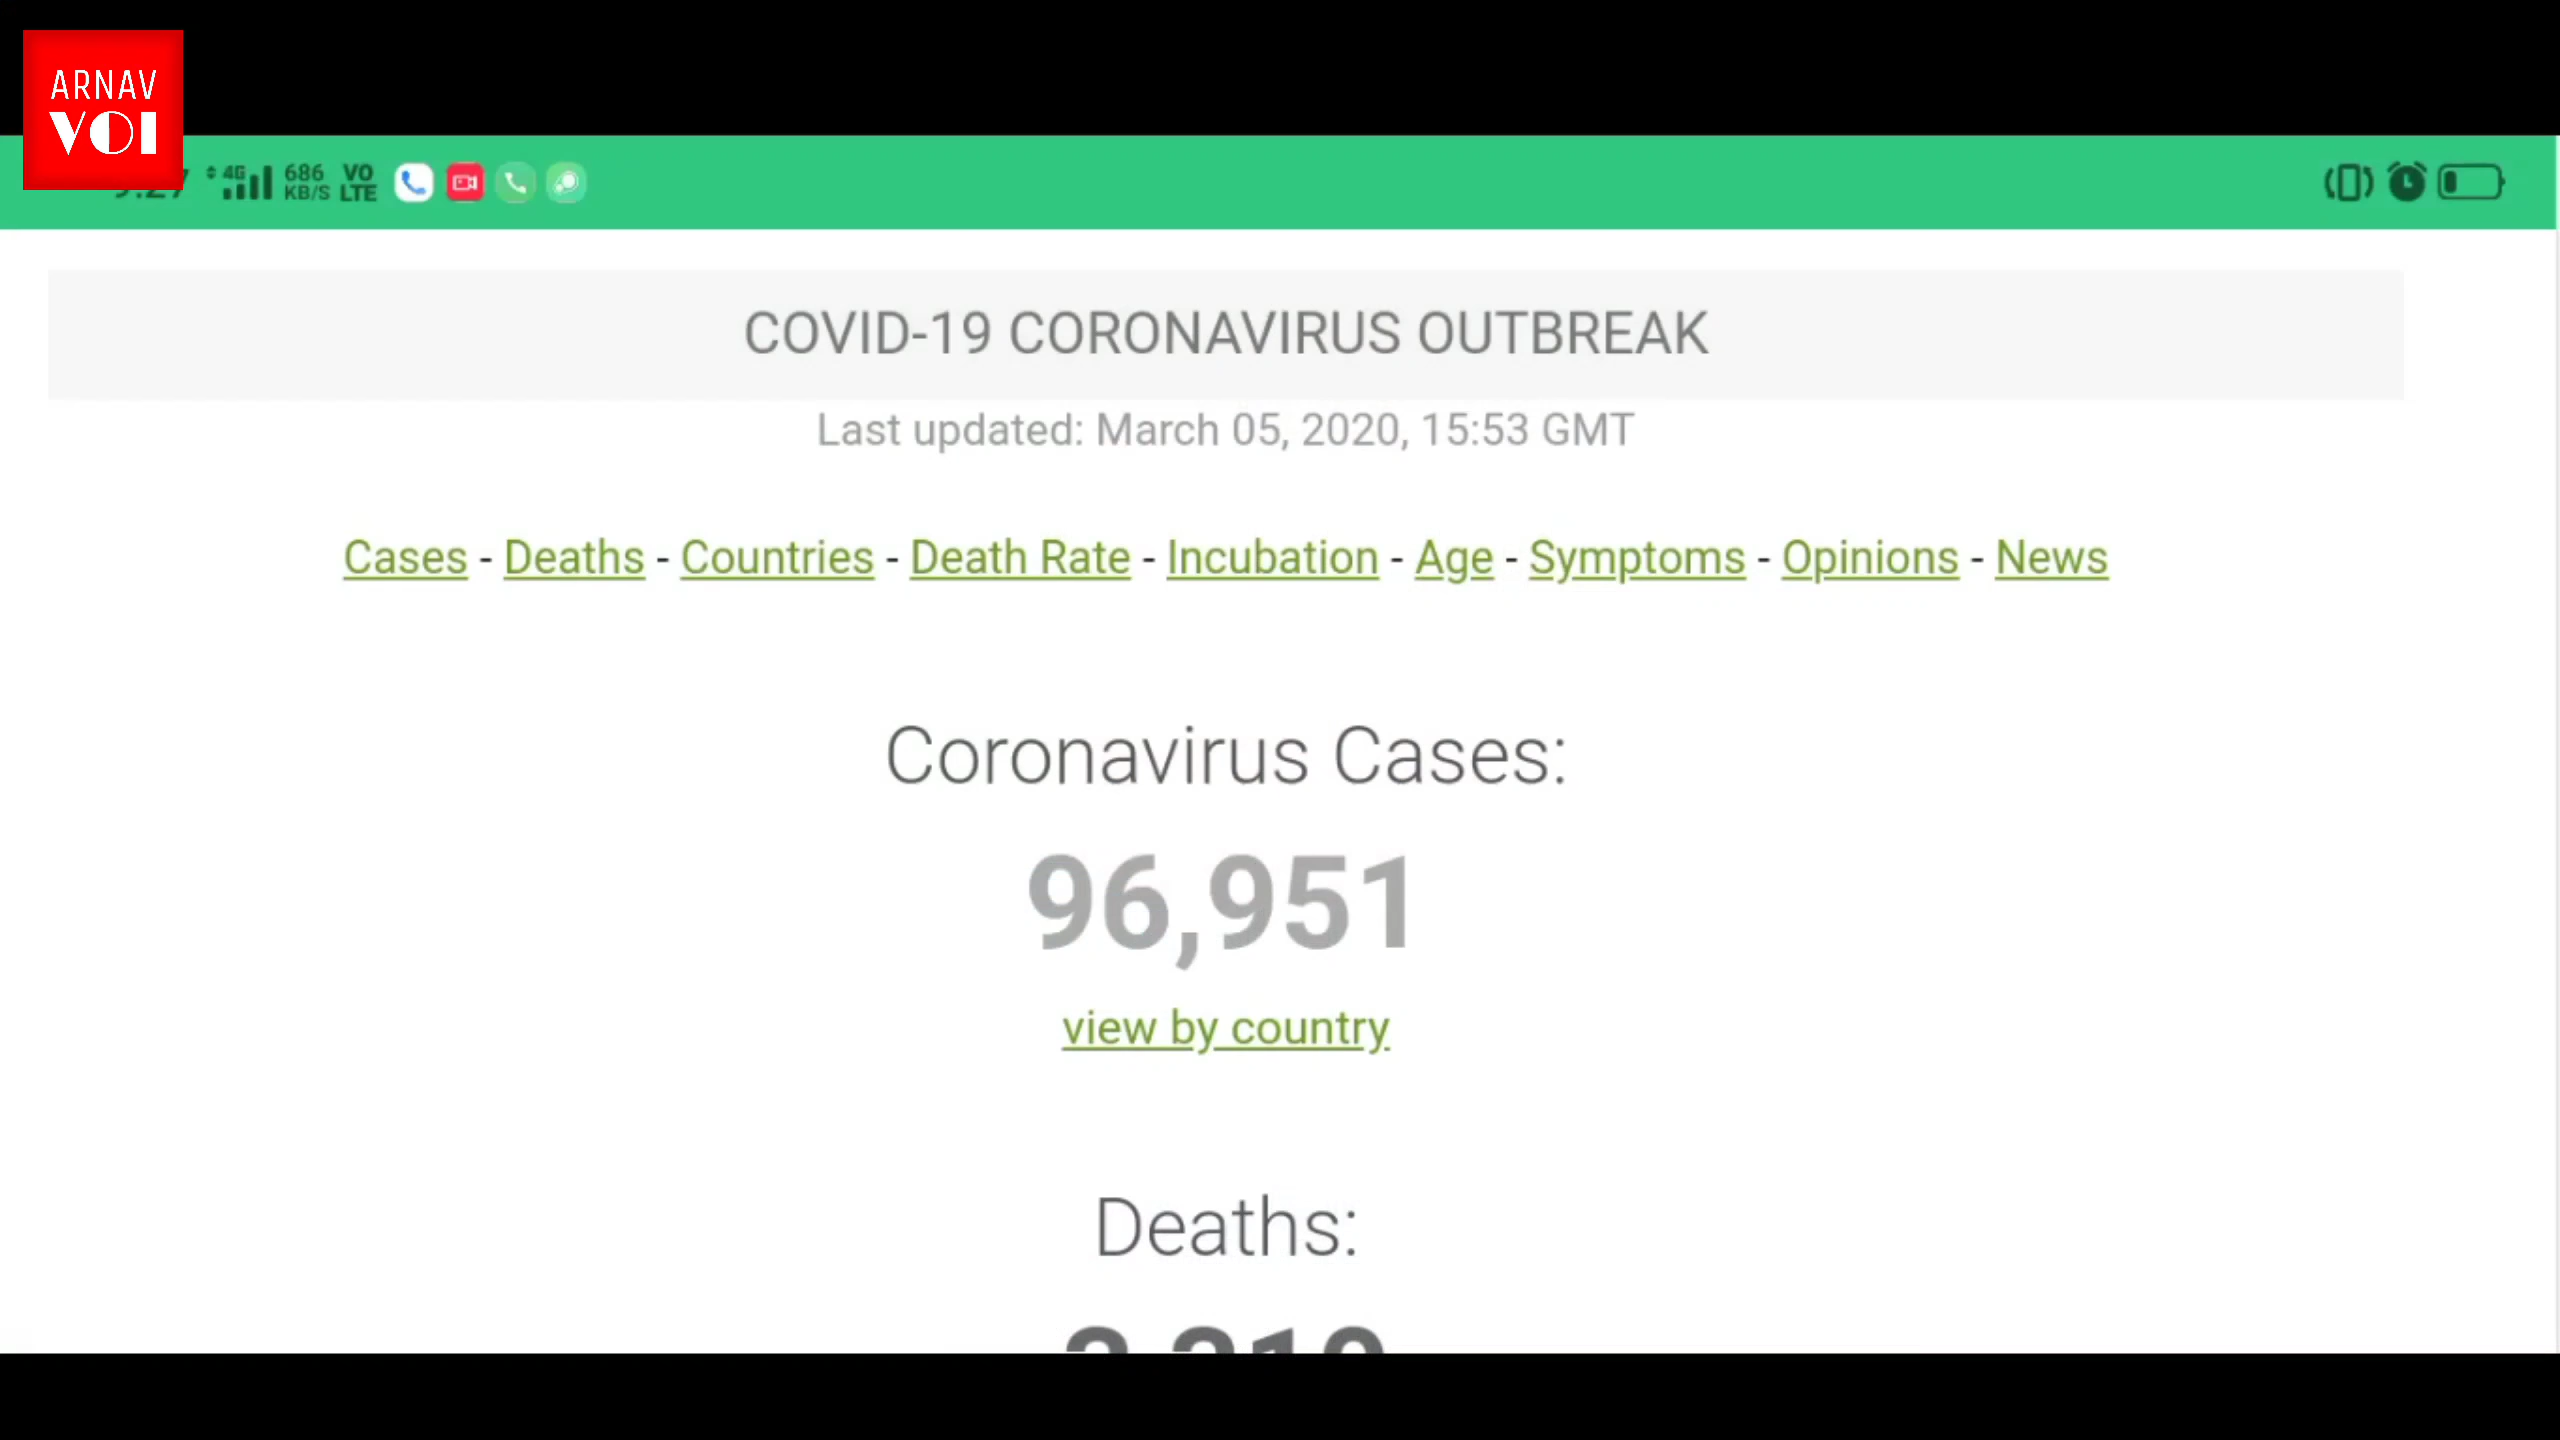 ARNAV
VOI
4G 686 KB/S VO LTE
COVID-19 CORONAVIRUS OUTBREAK
Last updated: March 05, 2020, 15:53 GMT
Cases - Deaths - Countries - Death Rate - Incubation - Age - Symptoms - Opinions - News
Coronavirus Cases:
96,951
view by country
Deaths: